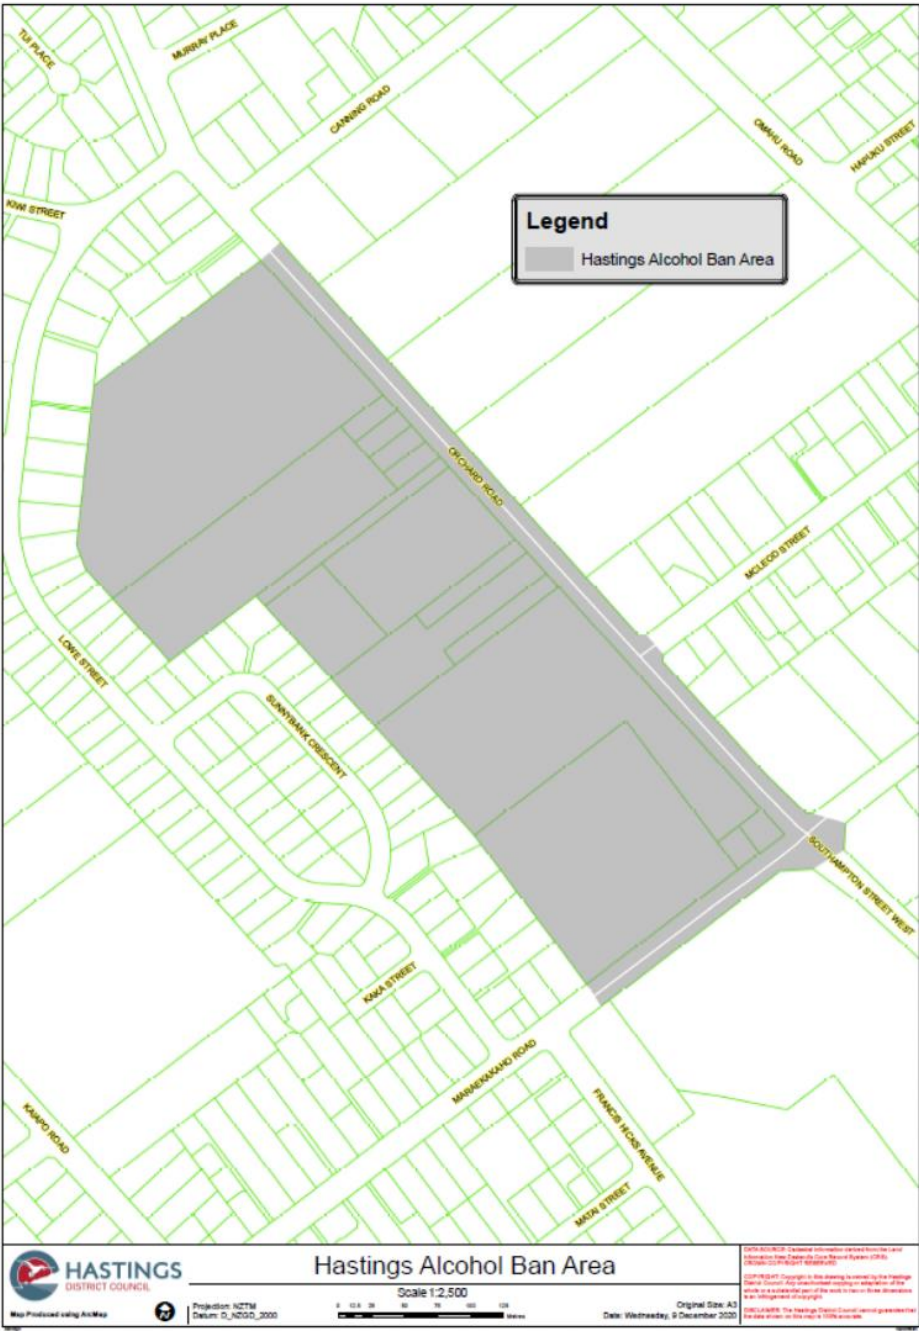 TUI PLACE
MURRAY PLACE
CANNING ROAD
OMAHU ROAD
HAPUKU STREET
KIWI STREET
Legend
Hastings Alcohol Ban Area
ORCHARD ROAD
MCLEOD STREET
LOWE STREET
SUNNYBANK CRESCENT
SOUTHAMPTON STREET WEST
KAKA STREET
MARAEKAKAHO ROAD
KAIAPO ROAD
FRANCIS HICKS AVENUE
MATAI STREET
HASTINGS
DISTRICT COUNCIL
Map Produced using ArcMap
Projection: NZTM
Datum: D_NZGD_2000
Hastings Alcohol Ban Area
Scale 1:2,500
Metres
Original Size: A3
Date: Wednesday, 9 December 2020